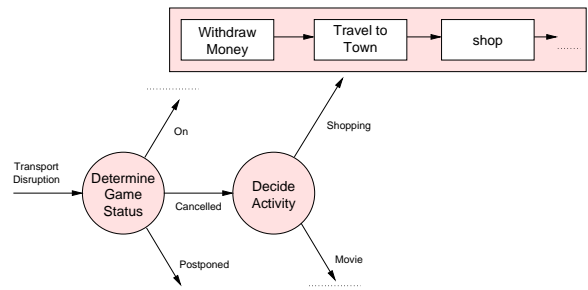 Withdraw
Money
Travel to
Town
shop
On
Shopping
Transport
Disruption
Determine
Game
Status
Cancelled
Decide
Activity
Postponed
Movie